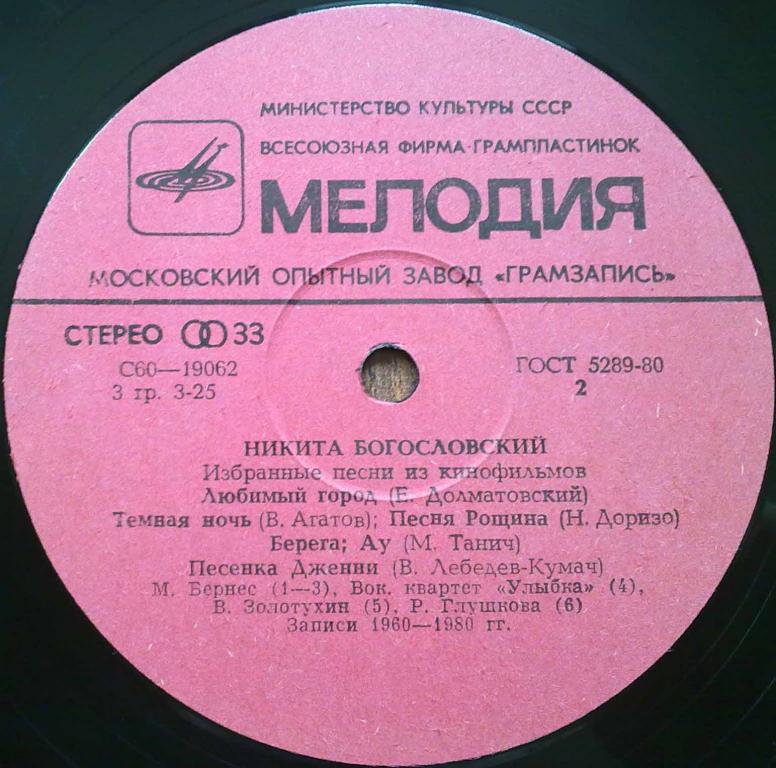 МИНИСТЕРСТВО КУЛЬТУРЫ СССР
ВСЕСОЮЗНАЯ ФИРМА ГРАМПЛАСТИНОК
МЕЛОДИЯ
МОСКОВСКИЙ ОПЫТНЫЙ ЗАВОД «ГРАМЗАПИСЬ»
СТЕРЕО 33
С60—19062 ГОСТ 5289-80
3 гр. 3-25 2
НИКИТА БОГОСЛОВСКИЙ
Избранные песни из кинофильмов
Любимый город (Е. Долматовский)
Темная ночь (В. Агатов); Песня Рощина (Н. Доризо)
Берега; Ау (М. Танич)
Песенка Дженни (В. Лебедев-Кумач)
М. Бернес (1—3), Вок. квартет «Улыбка» (4),
В. Золотухин (5), Р. Глушкова (6)
Записи 1960—1980 гг.